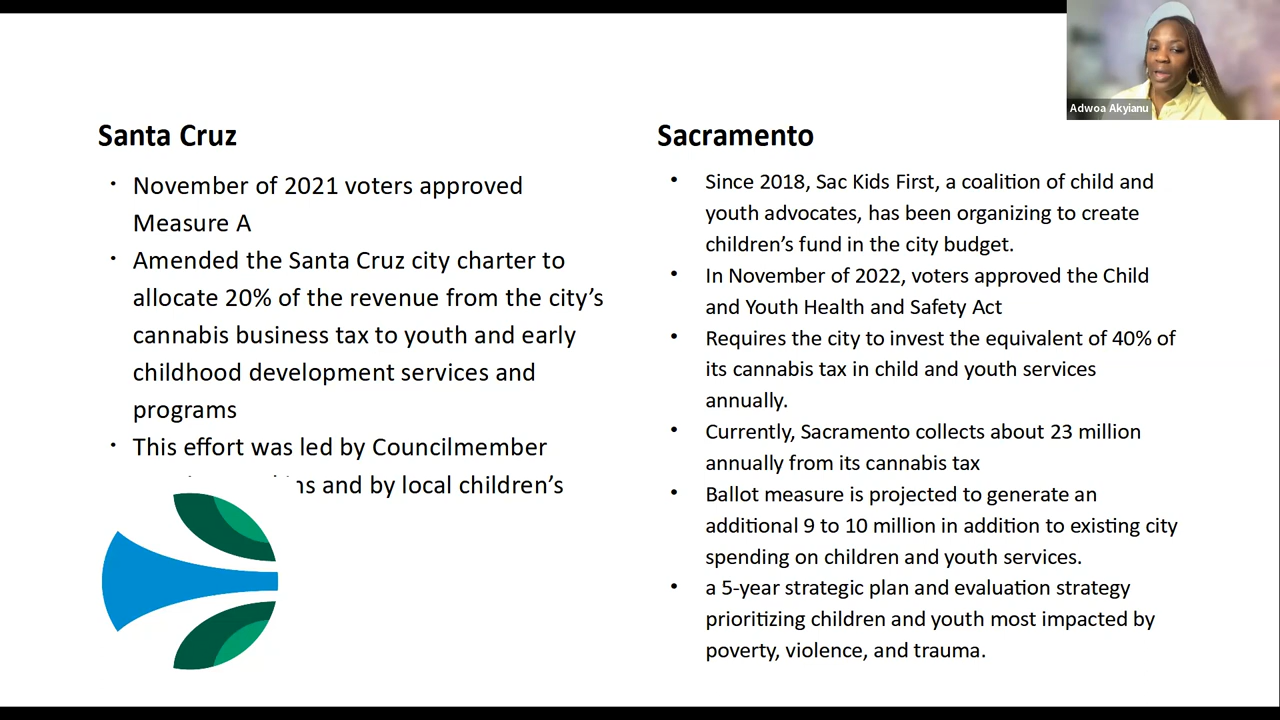 Adwoa Akyianu
Santa Cruz
· November of 2021 voters approved
Measure A
· Amended the Santa Cruz city charter to
allocate 20% of the revenue from the city’s
cannabis business tax to youth and early
childhood development services and
programs
· This effort was led by Councilmember
and by local children’s
Sacramento
• Since 2018, Sac Kids First, a coalition of child and
youth advocates, has been organizing to create
children’s fund in the city budget.
• In November of 2022, voters approved the Child
and Youth Health and Safety Act
• Requires the city to invest the equivalent of 40% of
its cannabis tax in child and youth services
annually.
• Currently, Sacramento collects about 23 million
annually from its cannabis tax
• Ballot measure is projected to generate an
additional 9 to 10 million in addition to existing city
spending on children and youth services.
• a 5-year strategic plan and evaluation strategy
prioritizing children and youth most impacted by
poverty, violence, and trauma.